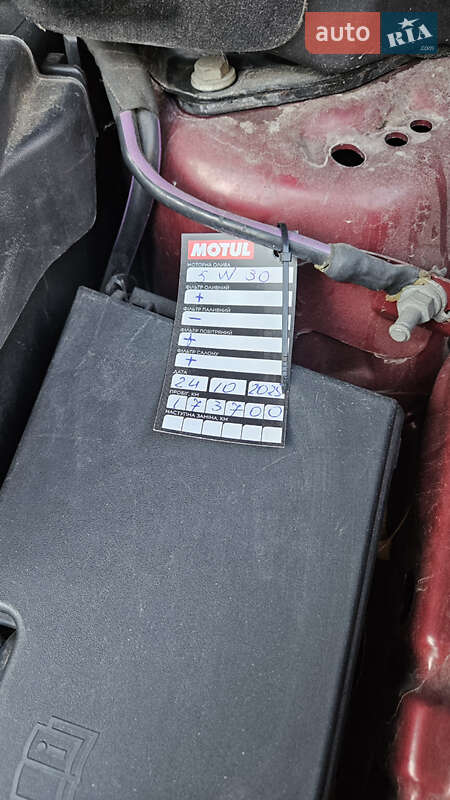 auto RIA
.com
MOTUL
МОТОРНА ОЛИВА
5 W 30
ФІЛЬТР ОЛИВНИЙ
+
ФІЛЬТР ПАЛИВНИЙ
–
ФІЛЬТР ПОВІТРЯНИЙ
+
ФІЛЬТР САЛОНУ
+
ДАТА
24 10 2025
ПРОБІГ, КМ
173700
НАСТУПНА ЗАМІНА, КМ